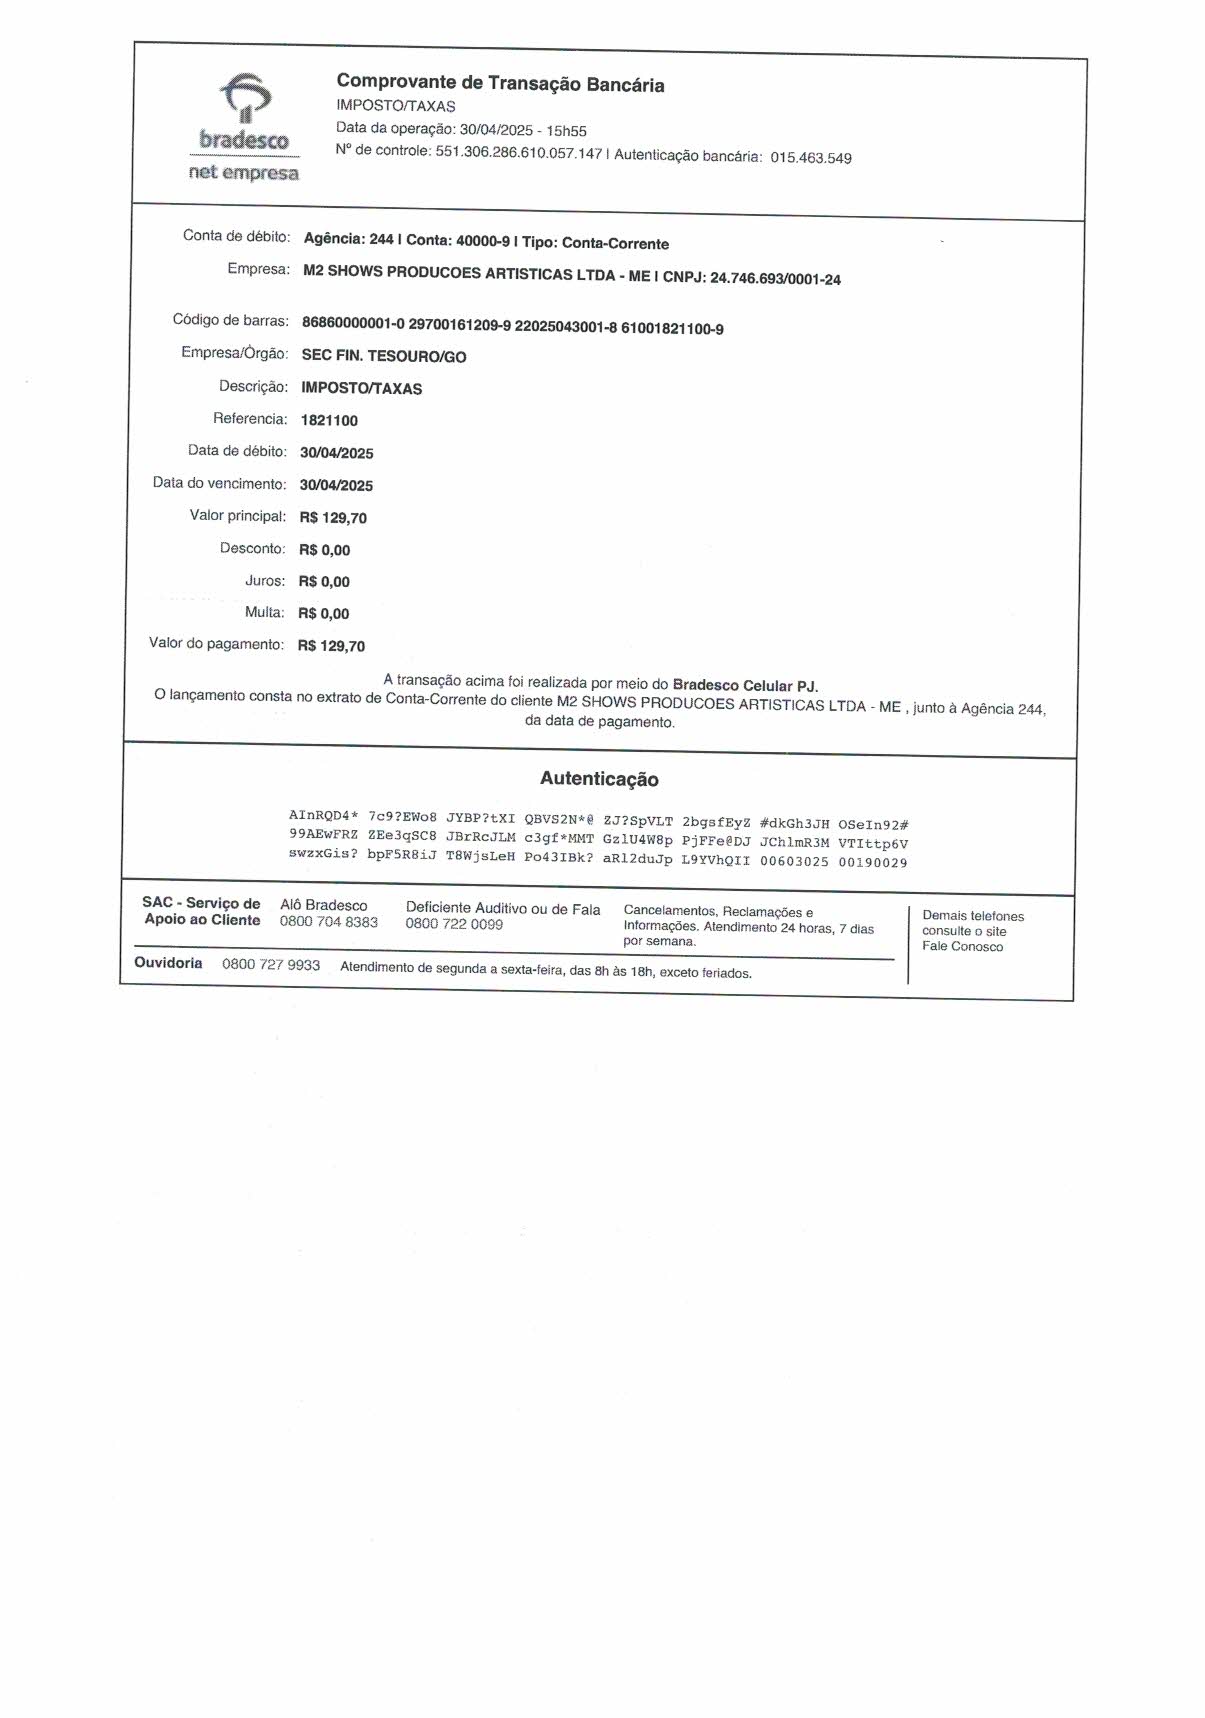 bradesco
net empresa
Comprovante de Transação Bancária
IMPOSTO/TAXAS
Data da operação: 30/04/2025 - 15h55
Nº de controle: 551.306.286.610.057.147 | Autenticação bancária: 015.463.549
Conta de débito: Agência: 244 | Conta: 40000-9 | Tipo: Conta-Corrente
Empresa: M2 SHOWS PRODUCOES ARTISTICAS LTDA - ME | CNPJ: 24.746.693/0001-24
Código de barras: 86860000001-0 29700161209-9 22025043001-8 61001821100-9
Empresa/Órgão: SEC FIN. TESOURO/GO
Descrição: IMPOSTO/TAXAS
Referencia: 1821100
Data de débito: 30/04/2025
Data do vencimento: 30/04/2025
Valor principal: R$ 129,70
Desconto: R$ 0,00
Juros: R$ 0,00
Multa: R$ 0,00
Valor do pagamento: R$ 129,70
A transação acima foi realizada por meio do Bradesco Celular PJ.
O lançamento consta no extrato de Conta-Corrente do cliente M2 SHOWS PRODUCOES ARTISTICAS LTDA - ME , junto à Agência 244,
da data de pagamento.
Autenticação
AInRQD4* 7c9?EWo8 JYBP?tXI QBVS2N*@ ZJ?SpVLT 2bgsfEyZ #dkGh3JH OSeIn92#
99AEwFRZ ZEe3qSC8 JBrRcJLM c3gf*MMT GzlU4W8p PjFFe@DJ JChlmR3M VTIttp6V
swzxGis? bpF5R8iJ T8WjsLeH Po43IBk? aRl2duJp L9YVhQII 00603025 00190029
SAC - Serviço de
Apoio ao Cliente
Alô Bradesco
0800 704 8383
Deficiente Auditivo ou de Fala
0800 722 0099
Cancelamentos, Reclamações e
Informações. Atendimento 24 horas, 7 dias
por semana.
Demais telefones
consulte o site
Fale Conosco
Ouvidoria 0800 727 9933 Atendimento de segunda a sexta-feira, das 8h às 18h, exceto feriados.